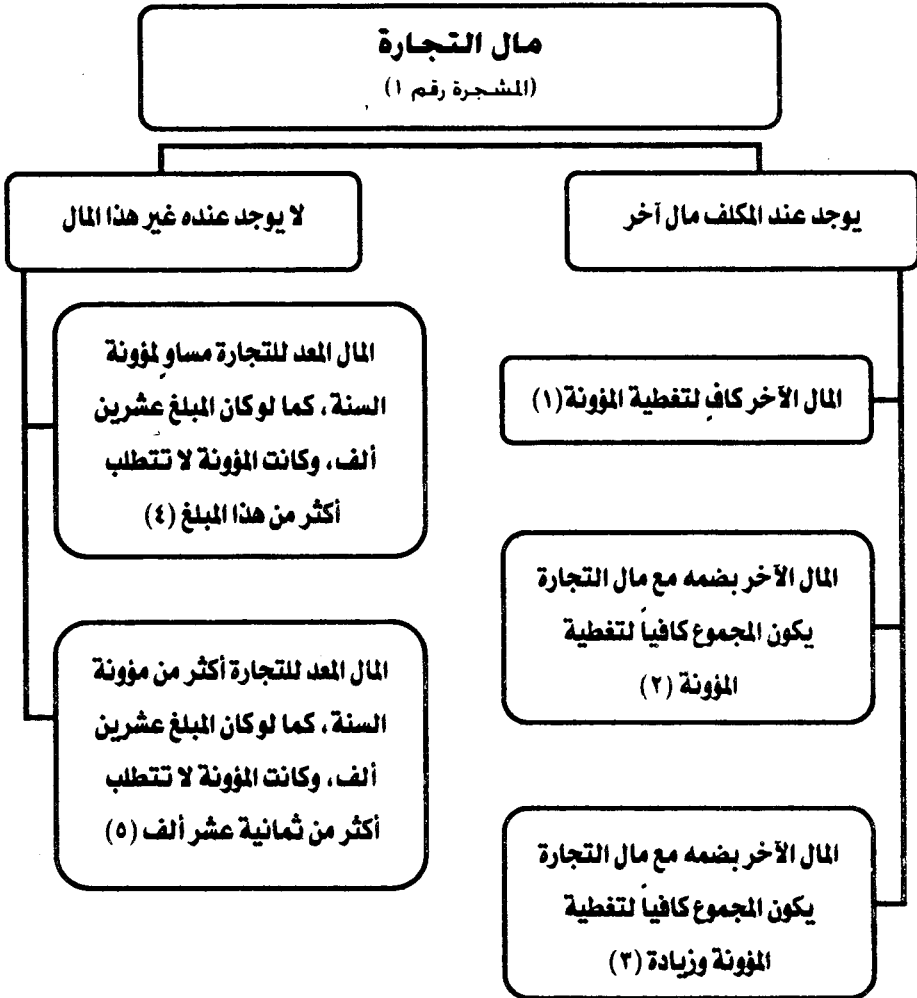 مال التجارة
(المشجرة رقم ١)
يوجد عند المكلف مال آخر
المال الآخر كافٍ لتغطية المؤونة (١)
المال الآخر بضمه مع مال التجارة
يكون المجموع كافياً لتغطية
المؤونة (٢)
المال الآخر بضمه مع مال التجارة
يكون المجموع كافياً لتغطية
المؤونة وزيادة (٣)
لا يوجد عنده غير هذا المال
المال المعد للتجارة مساوٍ لمؤونة
السنة، كما لو كان المبلغ عشرين
ألف، وكانت المؤونة لا تتطلب
أكثر من هذا المبلغ (٤)
المال المعد للتجارة أكثر من مؤونة
السنة، كما لو كان المبلغ عشرين
ألف، وكانت المؤونة لا تتطلب
أكثر من ثمانية عشر ألف (٥)